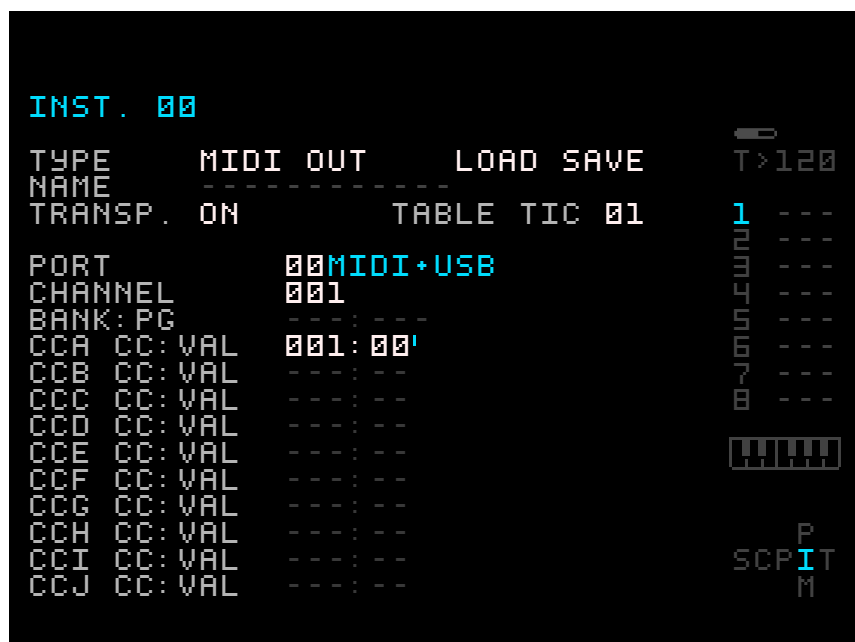 INST. 00
TYPE MIDI OUT LOAD SAVE T>120
NAME ------------
TRANSP. ON TABLE TIC 01 1 ---
2 ---
PORT 00MIDI+USB 3 ---
CHANNEL 001 4 ---
BANK:PG ---:--- 5 ---
CCA CC:VAL 001:00' 6 ---
CCB CC:VAL ---:-- 7 ---
CCC CC:VAL ---:-- 8 ---
CCD CC:VAL ---:--
CCE CC:VAL ---:--
CCF CC:VAL ---:--
CCG CC:VAL ---:--
CCH CC:VAL ---:-- P
CCI CC:VAL ---:-- SCPIT
CCJ CC:VAL ---:-- M